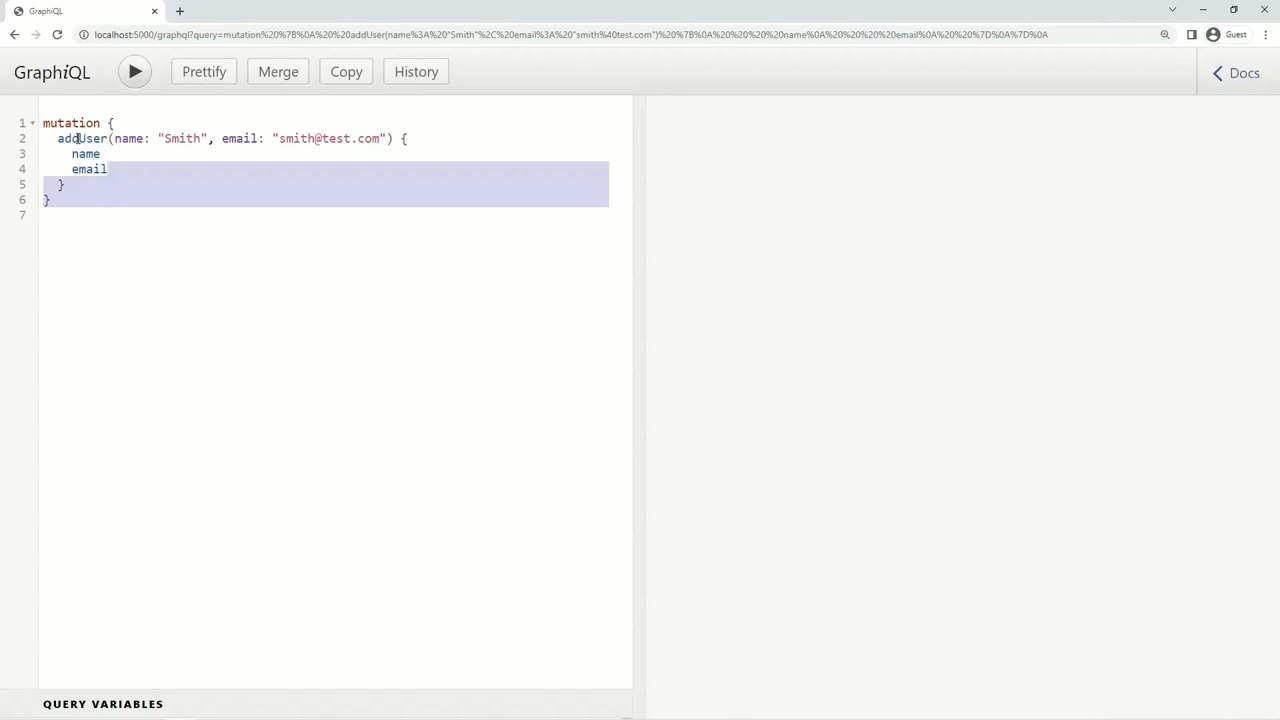 GraphiQL
localhost:5000/graphql?query=mutation%20%7B%0A%20%20addUser(name%3A%20"Smith"%2C%20email%3A%20"smith%40test.com")%20%7B%0A%20%20%20%20name%0A%20%20%20%20email%0A%20%20%7D%0A%7D%0A
Guest
GraphiQL
Prettify
Merge
Copy
History
Docs
1 mutation {
2 addUser(name: "Smith", email: "smith@test.com") {
3 name
4 email
5 }
6 }
7
QUERY VARIABLES